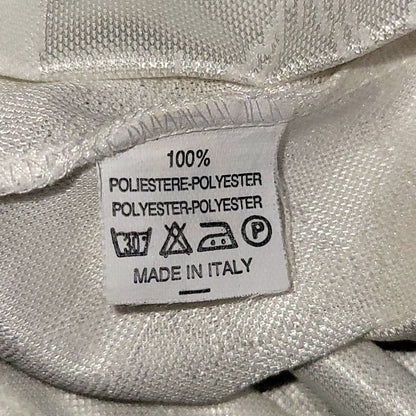 100%
POLIESTERE-POLYESTER
POLYESTER-POLYESTER
30 P
MADE IN ITALY